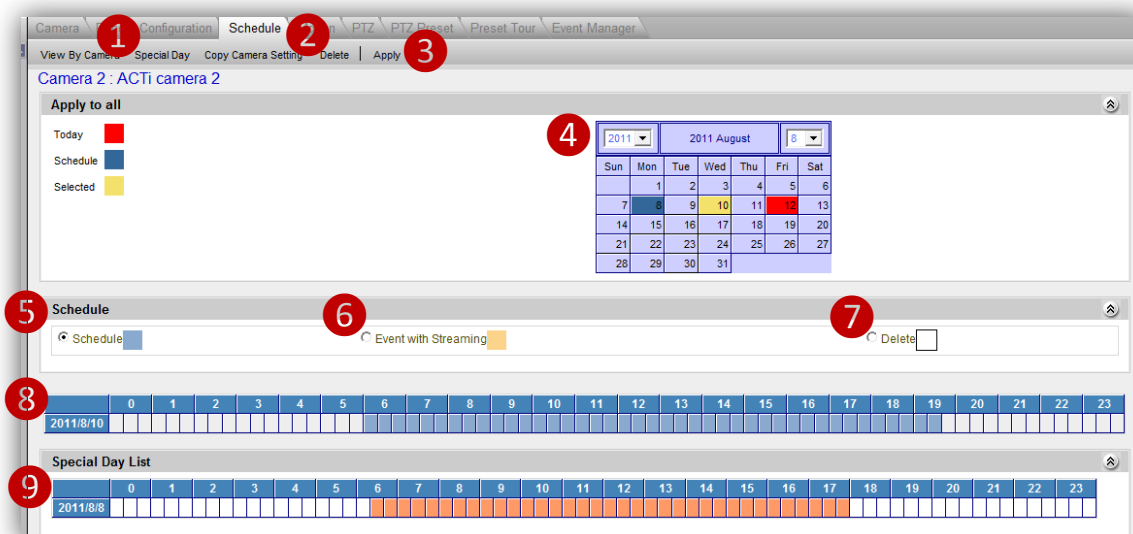 Camera Configuration Schedule PTZ PTZ Preset Preset Tour Event Manager
1 2 3
View By Camera Special Day Copy Camera Setting Delete | Apply
Camera 2 : ACTi camera 2
Apply to all
Today
Schedule
Selected
4
2011 2011 August 8
Sun Mon Tue Wed Thu Fri Sat
1 2 3 4 5 6
7 8 9 10 11 12 13
14 15 16 17 18 19 20
21 22 23 24 25 26 27
28 29 30 31
5 Schedule 6 7
Schedule Event with Streaming Delete
8 0 1 2 3 4 5 6 7 8 9 10 11 12 13 14 15 16 17 18 19 20 21 22 23
2011/8/10
Special Day List
9 0 1 2 3 4 5 6 7 8 9 10 11 12 13 14 15 16 17 18 19 20 21 22 23
2011/8/8